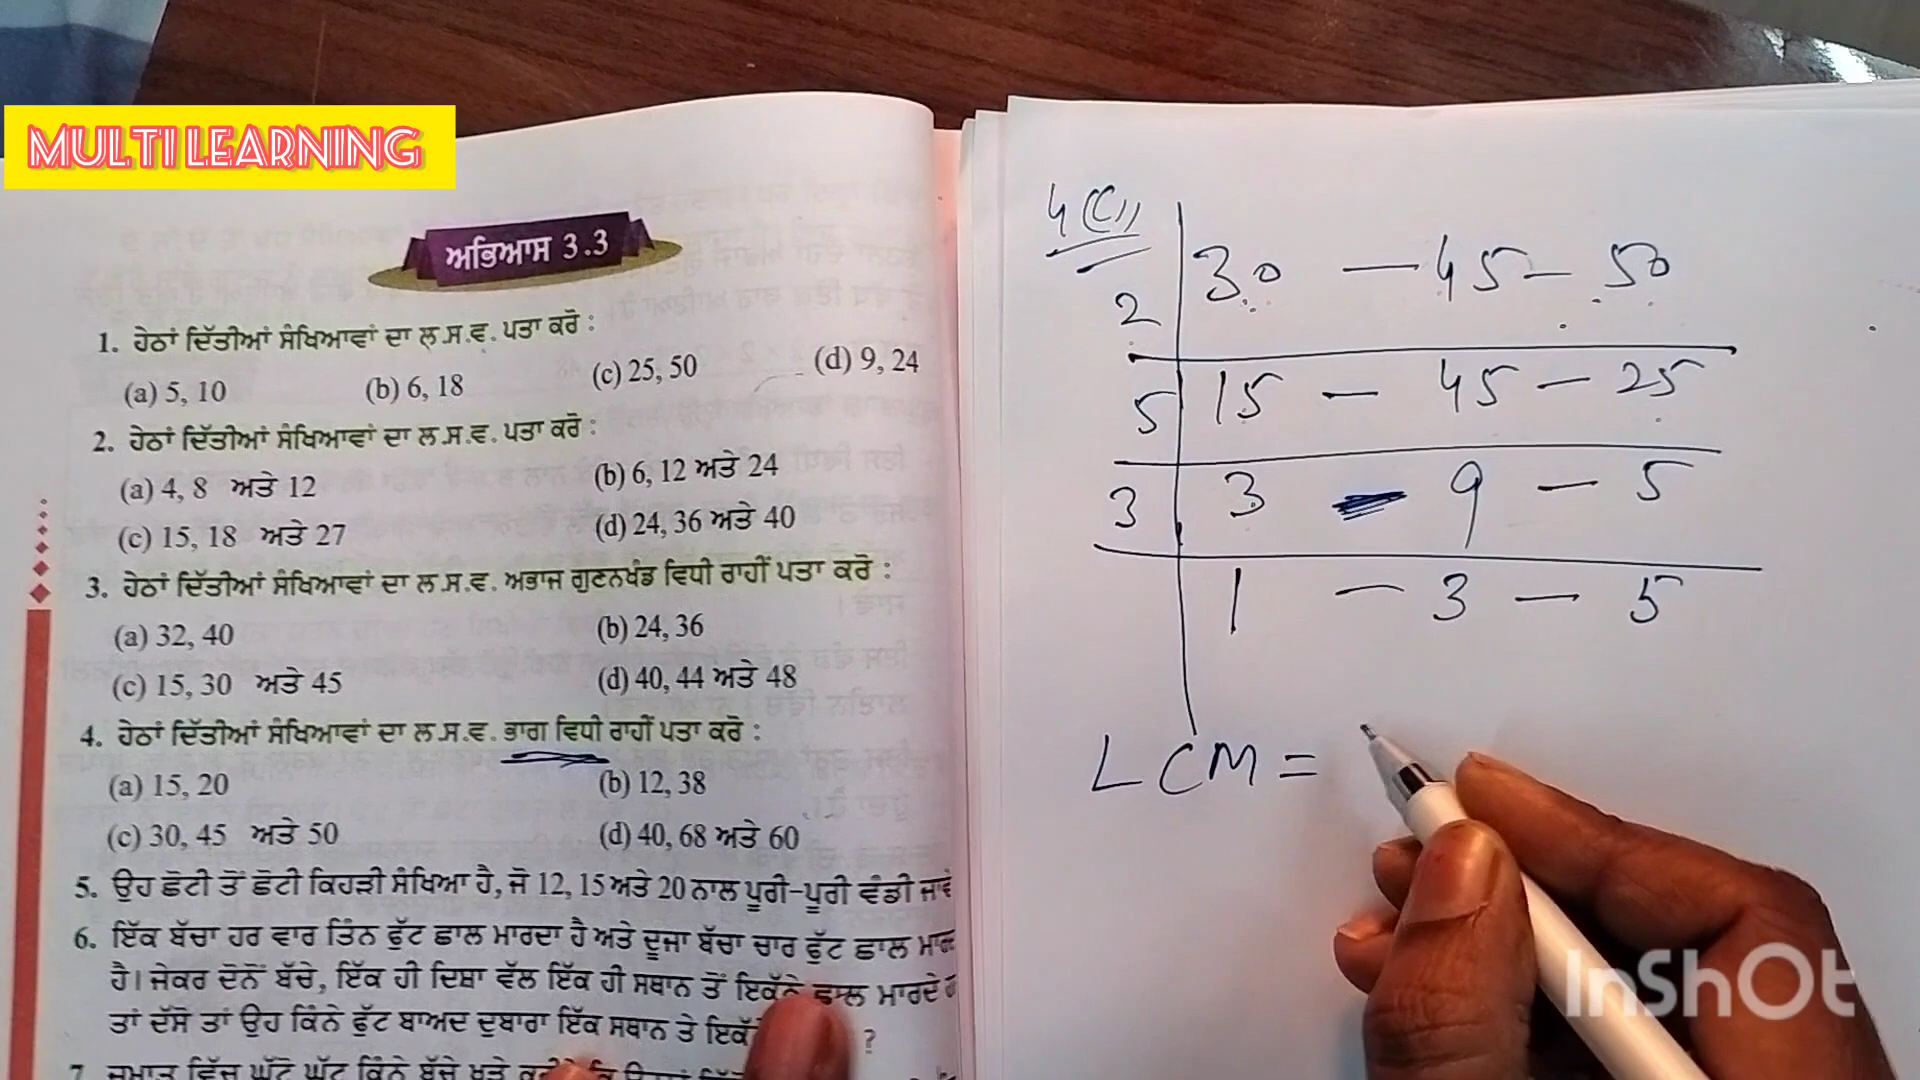 MULTI LEARNING
ਅਭਿਆਸ 3.3
1. ਹੇਠਾਂ ਦਿੱਤੀਆਂ ਸੰਖਿਆਵਾਂ ਦਾ ਲ.ਸ.ਵ. ਪਤਾ ਕਰੋ :
(a) 5, 10 (b) 6, 18 (c) 25, 50 (d) 9, 24
2. ਹੇਠਾਂ ਦਿੱਤੀਆਂ ਸੰਖਿਆਵਾਂ ਦਾ ਲ.ਸ.ਵ. ਪਤਾ ਕਰੋ :
(a) 4, 8 ਅਤੇ 12 (b) 6, 12 ਅਤੇ 24
(c) 15, 18 ਅਤੇ 27 (d) 24, 36 ਅਤੇ 40
3. ਹੇਠਾਂ ਦਿੱਤੀਆਂ ਸੰਖਿਆਵਾਂ ਦਾ ਲ.ਸ.ਵ. ਅਭਾਜ ਗੁਣਨਖੰਡ ਵਿਧੀ ਰਾਹੀਂ ਪਤਾ ਕਰੋ :
(a) 32, 40 (b) 24, 36
(c) 15, 30 ਅਤੇ 45 (d) 40, 44 ਅਤੇ 48
4. ਹੇਠਾਂ ਦਿੱਤੀਆਂ ਸੰਖਿਆਵਾਂ ਦਾ ਲ.ਸ.ਵ. ਭਾਗ ਵਿਧੀ ਰਾਹੀਂ ਪਤਾ ਕਰੋ :
(a) 15, 20 (b) 12, 38
(c) 30, 45 ਅਤੇ 50 (d) 40, 68 ਅਤੇ 60
5. ਉਹ ਛੋਟੀ ਤੋਂ ਛੋਟੀ ਕਿਹੜੀ ਸੰਖਿਆ ਹੈ, ਜੋ 12, 15 ਅਤੇ 20 ਨਾਲ ਪੂਰੀ-ਪੂਰੀ ਵੰਡੀ ਜਾਵੇ
6. ਇੱਕ ਬੱਚਾ ਹਰ ਵਾਰ ਤਿੰਨ ਫੁੱਟ ਛਾਲ ਮਾਰਦਾ ਹੈ ਅਤੇ ਦੂਜਾ ਬੱਚਾ ਚਾਰ ਫੁੱਟ ਛਾਲ
ਹੈ। ਜੇਕਰ ਦੋਨੋਂ ਬੱਚੇ, ਇੱਕ ਹੀ ਦਿਸ਼ਾ ਵੱਲ ਇੱਕ ਹੀ ਸਥਾਨ ਤੋਂ ਇਕੱਠੇ ਛਾਲ ਮਾਰਦੇ
ਤਾਂ ਦੱਸੋ ਤਾਂ ਉਹ ਕਿੰਨੇ ਫੁੱਟ ਬਾਅਦ ਦੁਬਾਰਾ ਇੱਕ ਸਥਾਨ ਤੇ ?
7. ਜਮਾਤ ਵਿੱਚ ਘੱਟੋ ਘੱਟ ਕਿੰਨੇ ਬੱਚੇ
4(c)
2 30 – 45 – 50
5 15 – 45 – 25
3 3 – 9 – 5
1 – 3 – 5
LCM =
InShOt